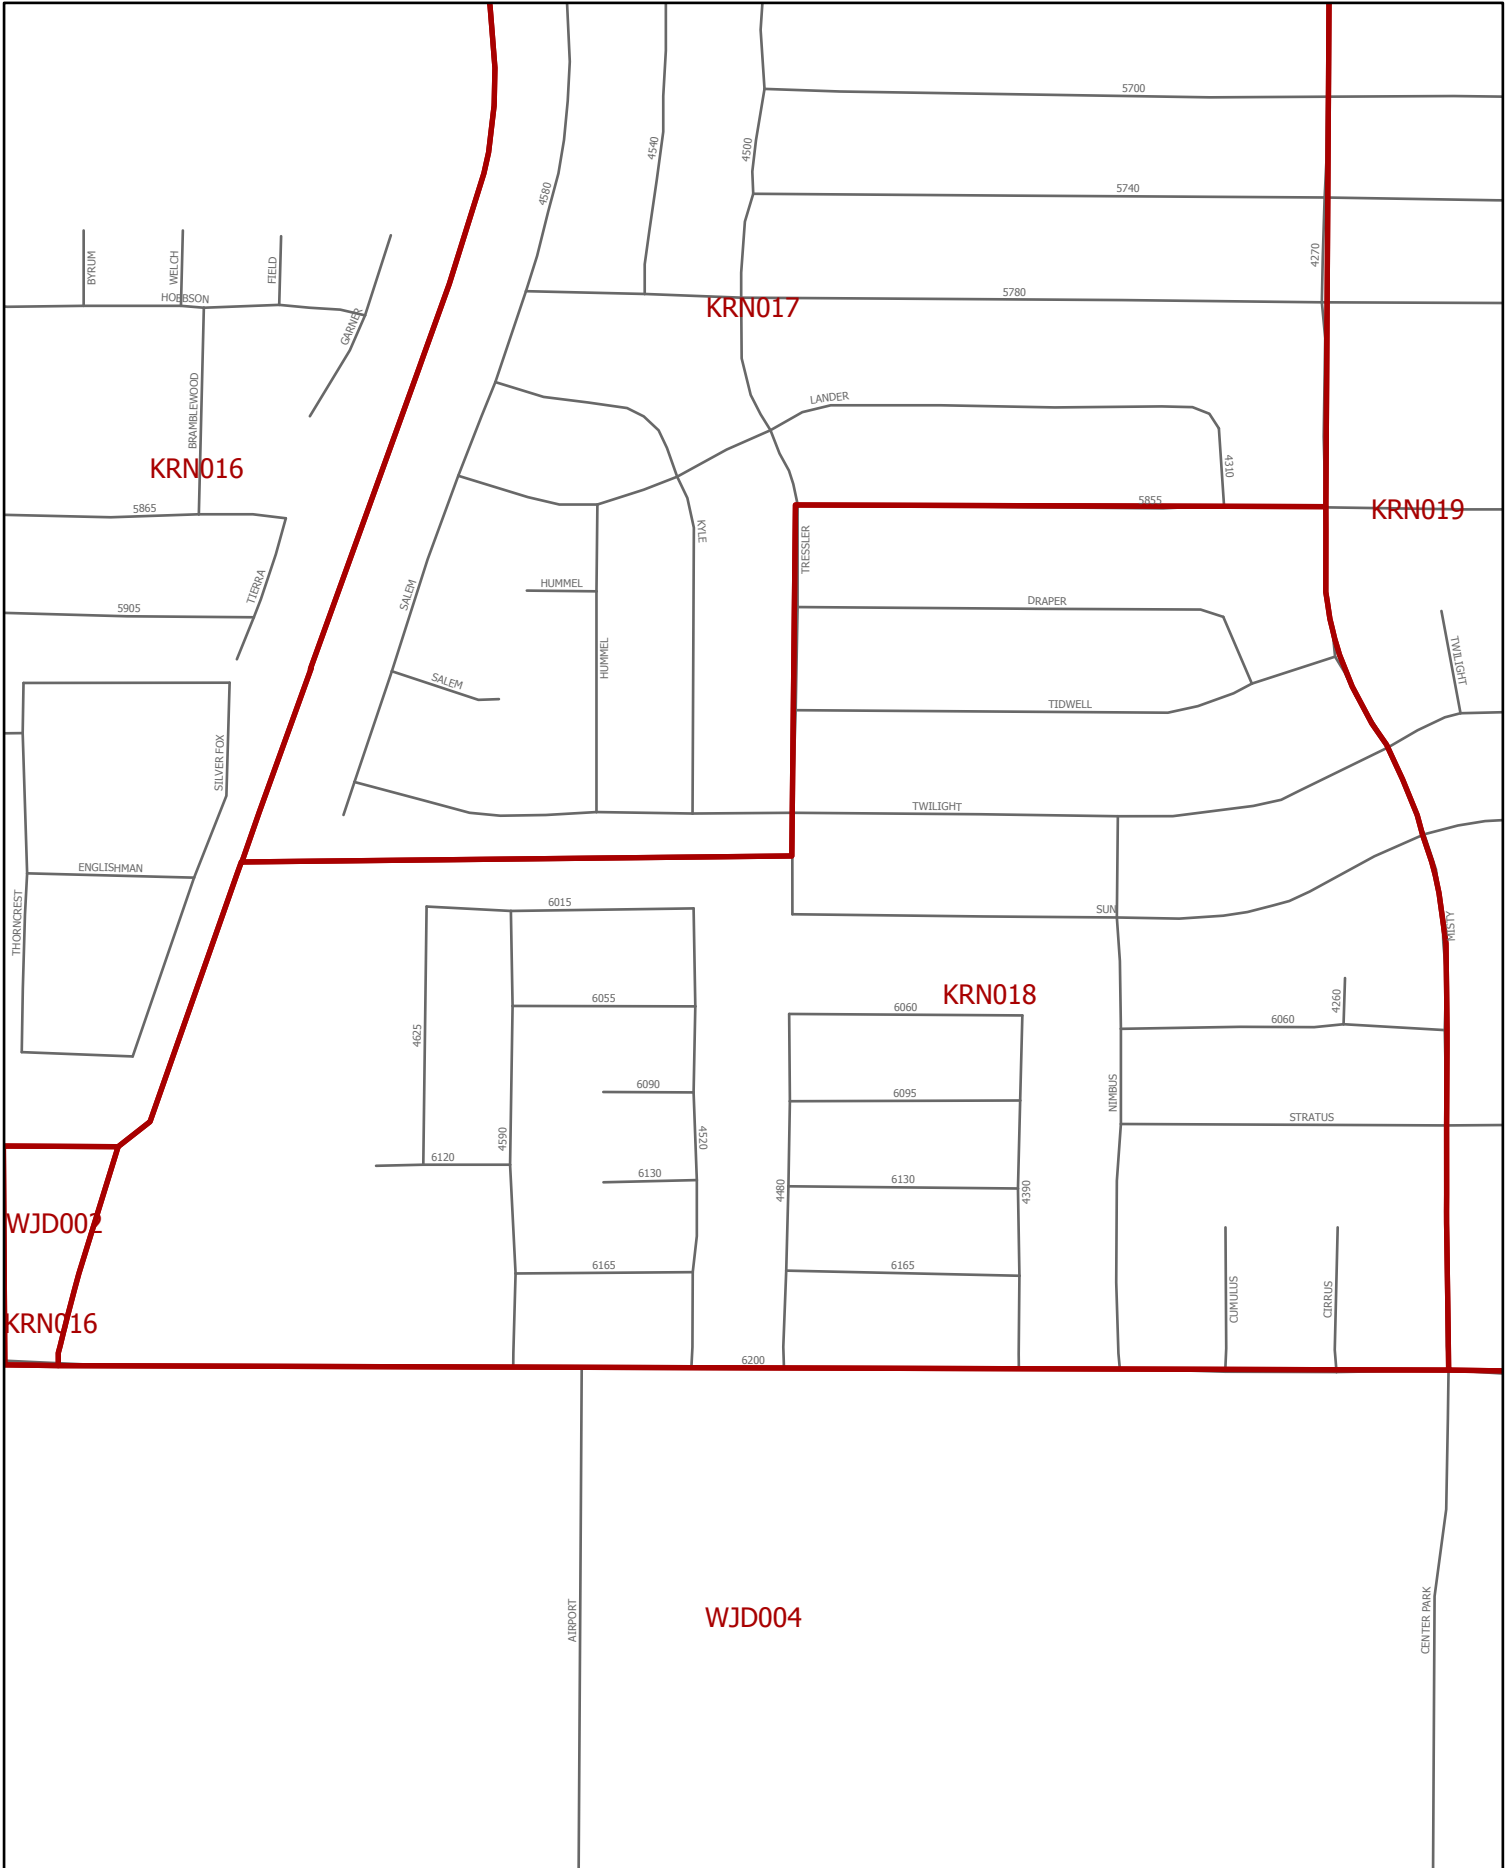 5700
4540
4500
5740
4580
4270
BYRUM
WELCH
FIELD
HOBBSON
5780
KRN017
GARNER
LANDER
BRAMBLEWOOD
KRN016
4310
5865
5855
KRN019
KYLE
TRESSLER
HUMMEL
SALEM
TIERRA
DRAPER
5905
HUMMEL
TWILIGHT
SALEM
TIDWELL
SILVER FOX
TWILIGHT
ENGLISHMAN
THORNCREST
6015
SUN
MISTY
KRN018
6055
6060
4260
6060
4625
6090
6095
NIMBUS
STRATUS
4590
4520
6120
6130
6130
4480
4390
WJD002
6165
6165
CUMULUS
CIRRUS
KRN016
6200
AIRPORT
WJD004
CENTER PARK